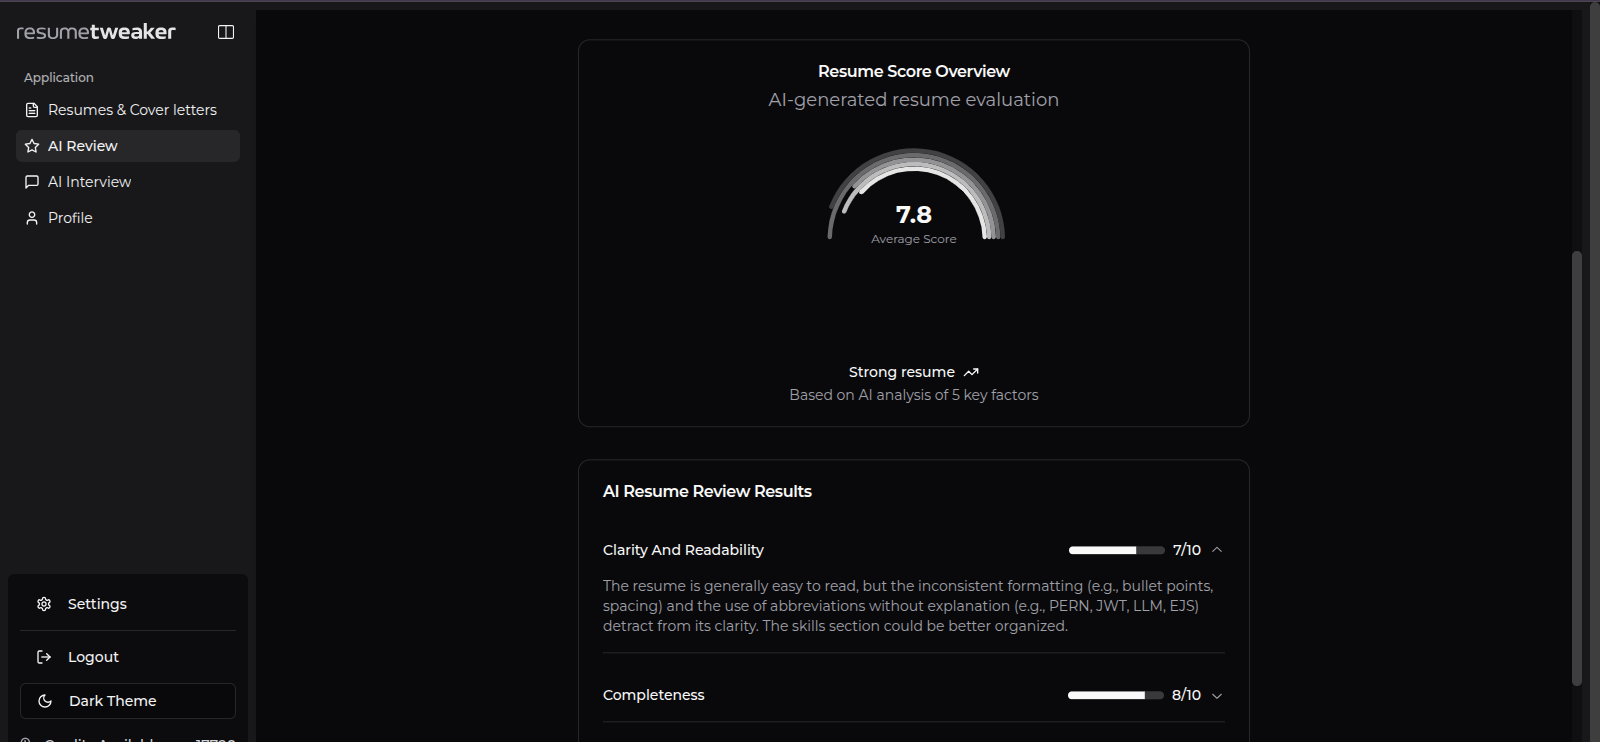 resumetweaker
Application
Resumes & Cover letters
AI Review
AI Interview
Profile
Settings
Logout
Dark Theme
Resume Score Overview
AI-generated resume evaluation
7.8
Average Score
Strong resume
Based on AI analysis of 5 key factors
AI Resume Review Results
Clarity And Readability 7/10
The resume is generally easy to read, but the inconsistent formatting (e.g., bullet points,
spacing) and the use of abbreviations without explanation (e.g., PERN, JWT, LLM, EJS)
detract from its clarity. The skills section could be better organized.
Completeness 8/10